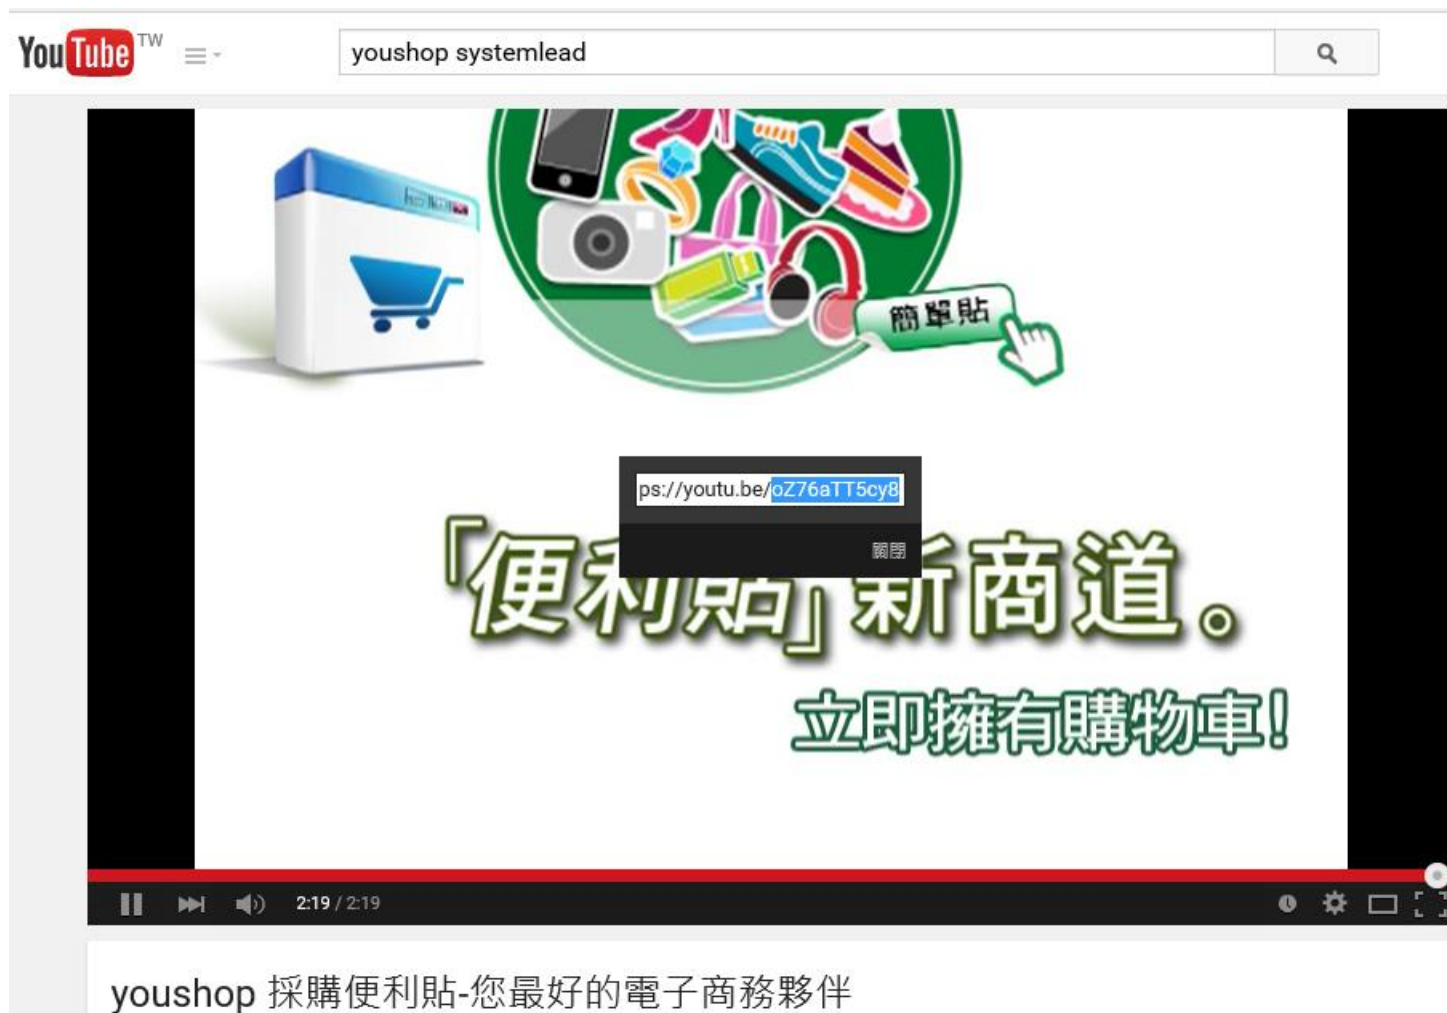 YouTube TW
youshop systemlead
簡單貼
ps://youtu.be/oZ76aTT5cy8
關閉
「便利貼」新商道。
立即擁有購物車!
2:19 / 2:19
youshop 採購便利貼-您最好的電子商務夥伴